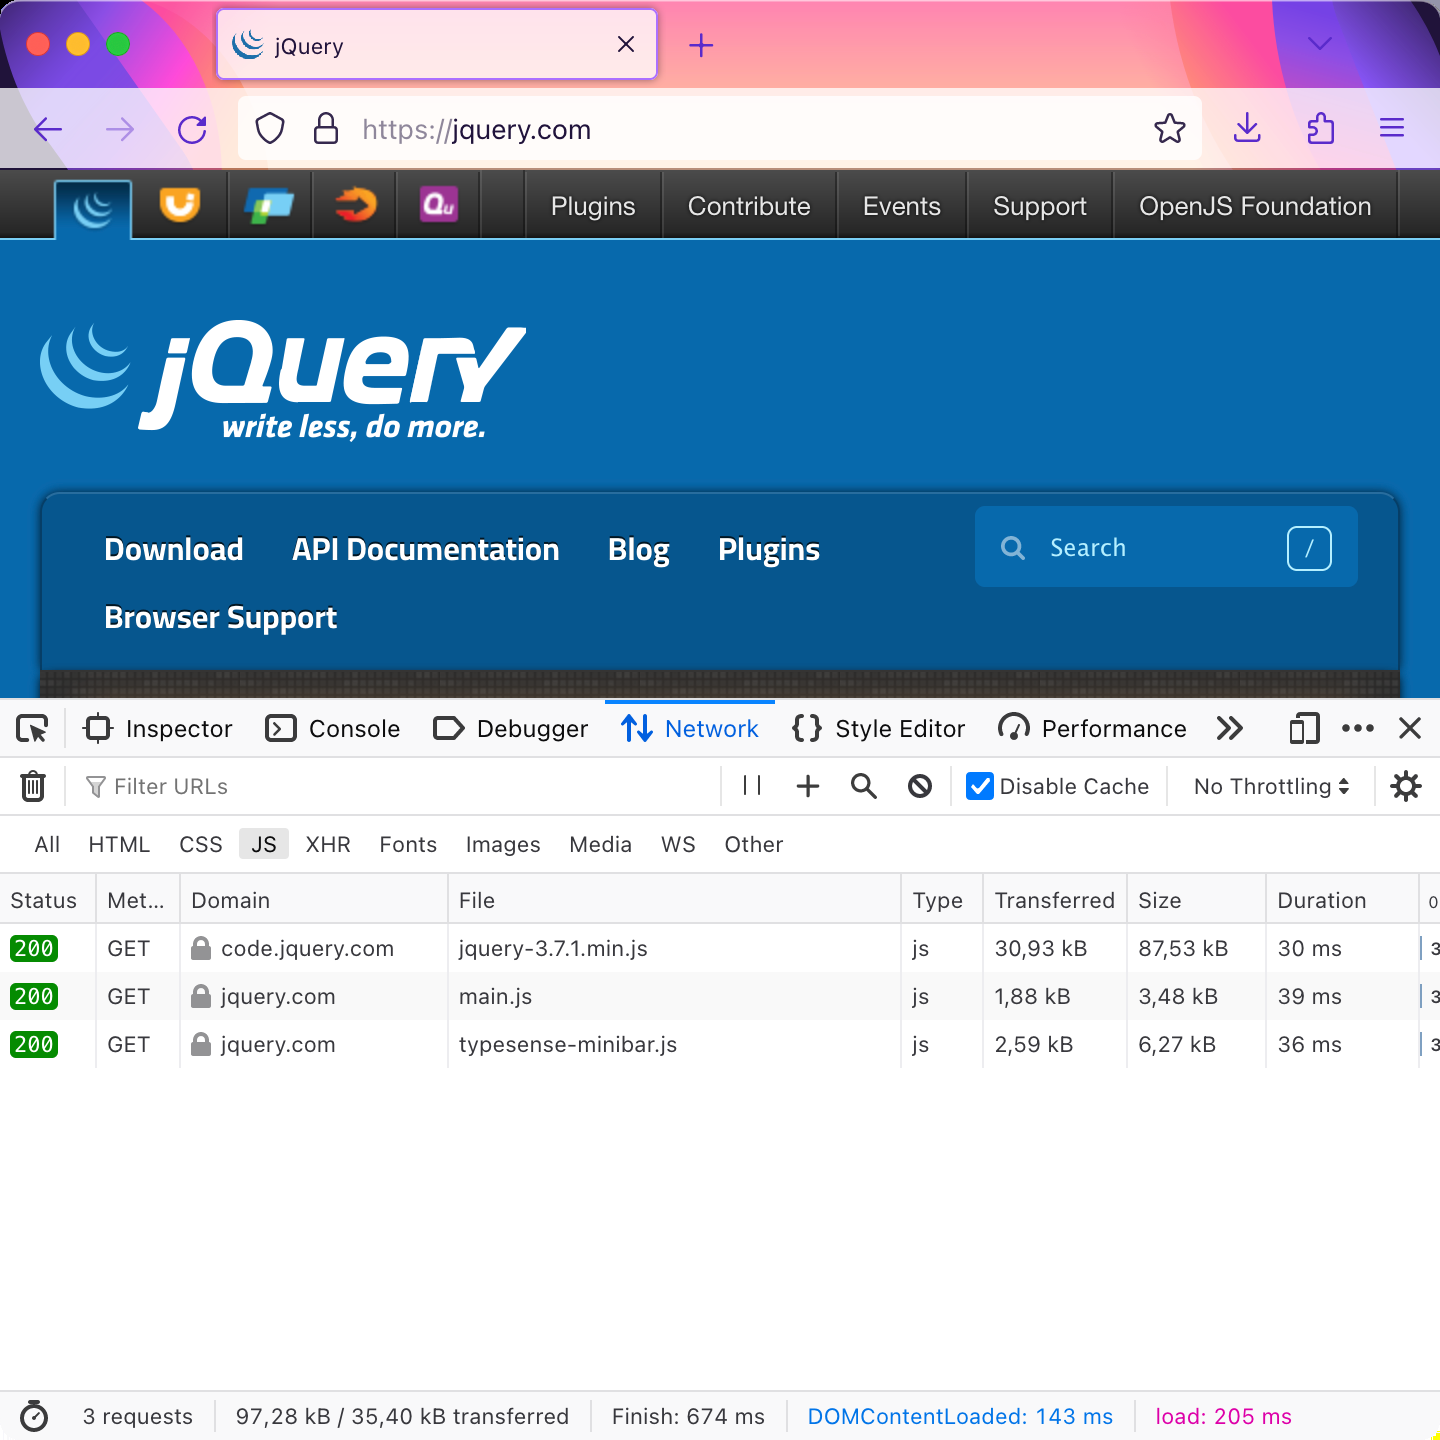 jQuery
https://jquery.com
Qu
Plugins
Contribute
Events
Support
OpenJS Foundation
jQuery
write less, do more.
Download
API Documentation
Blog
Plugins
Search
/
Browser Support
Inspector
Console
Debugger
Network
Style Editor
Performance
Filter URLs
Disable Cache
No Throttling
All HTML CSS JS XHR Fonts Images Media WS Other
Status Met... Domain File Type Transferred Size Duration 0
200 GET code.jquery.com jquery-3.7.1.min.js js 30,93 kB 87,53 kB 30 ms 3
200 GET jquery.com main.js js 1,88 kB 3,48 kB 39 ms 3
200 GET jquery.com typesense-minibar.js js 2,59 kB 6,27 kB 36 ms 3
3 requests 97,28 kB / 35,40 kB transferred Finish: 674 ms DOMContentLoaded: 143 ms load: 205 ms